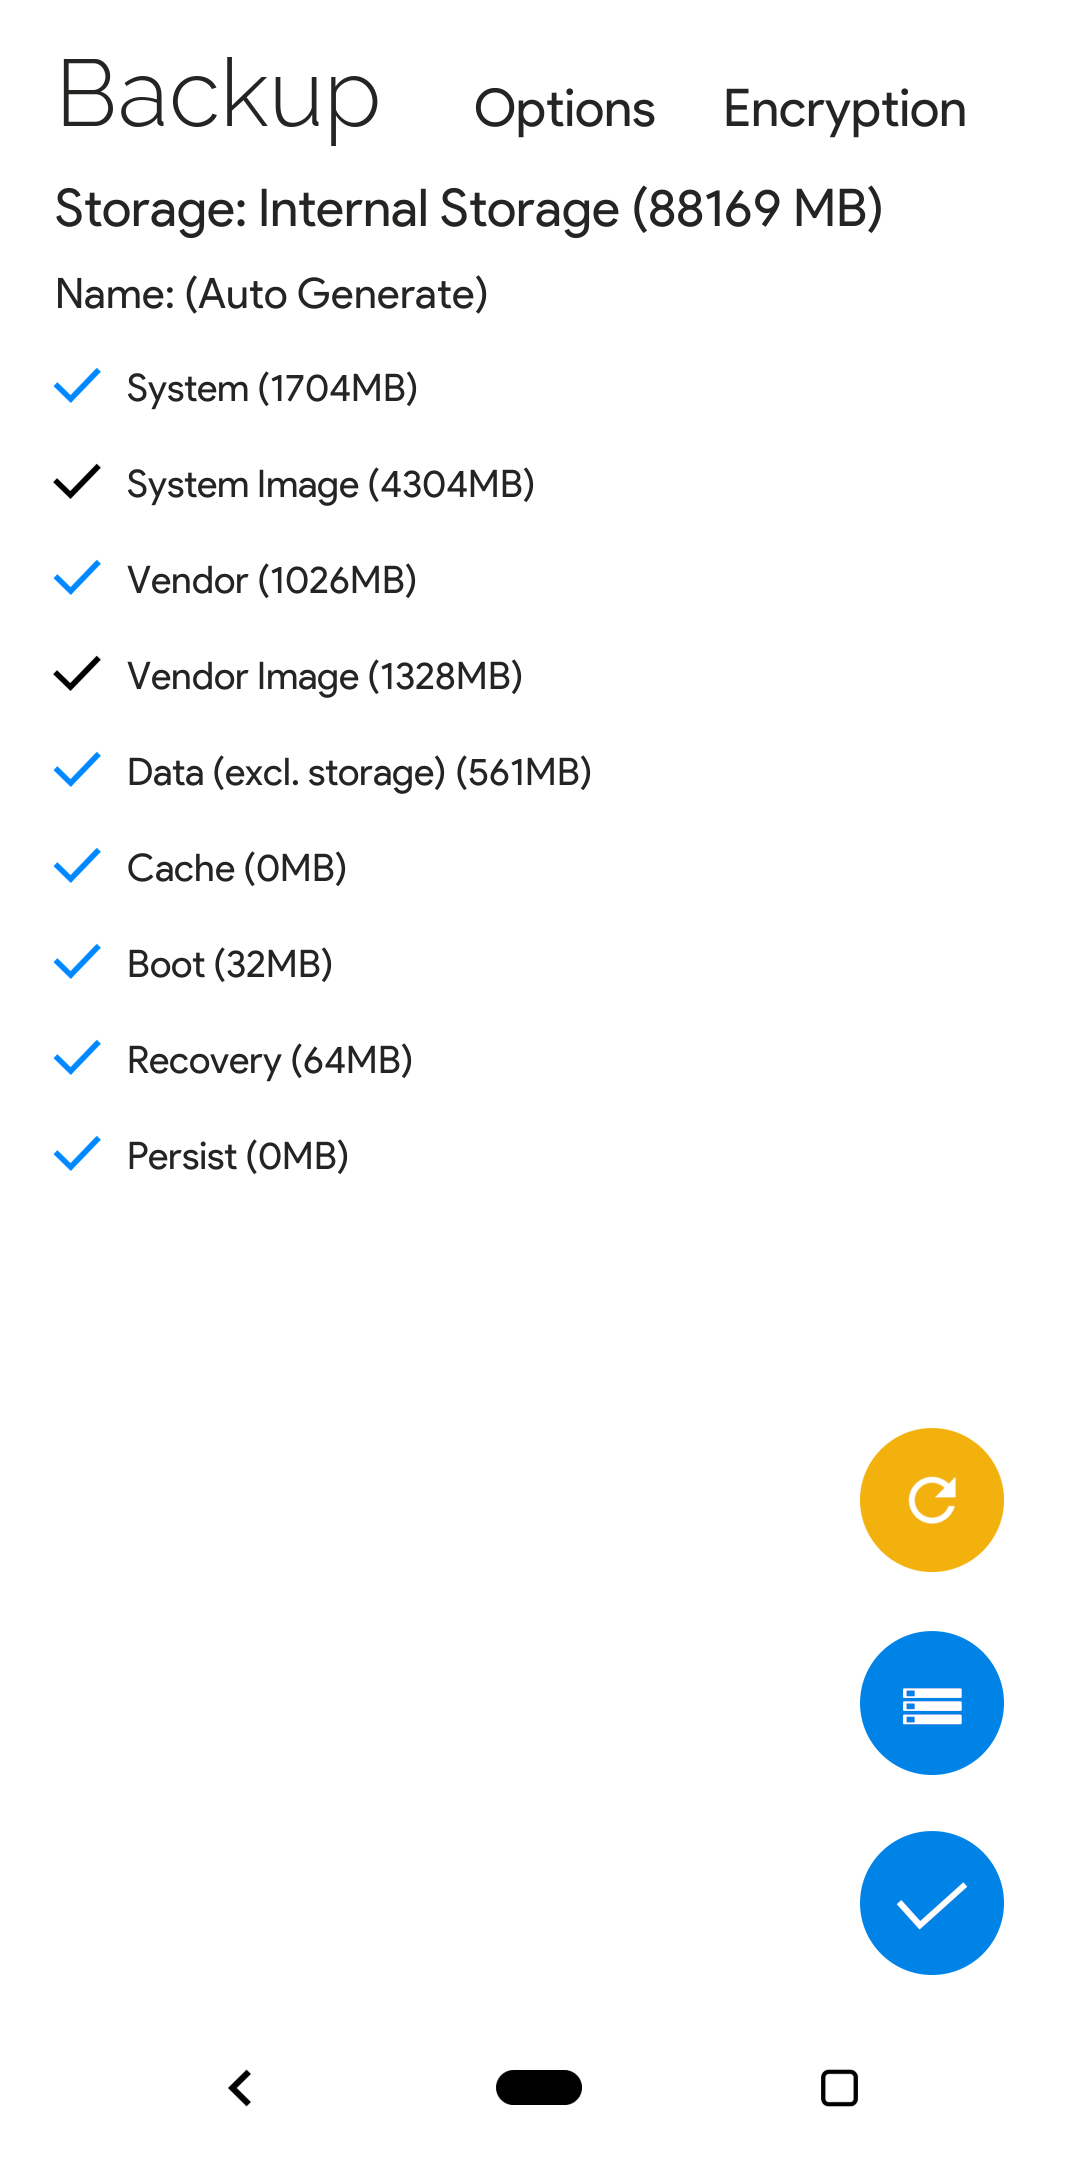 Backup Options Encryption
Storage: Internal Storage (88169 MB)
Name: (Auto Generate)
System (1704MB)
System Image (4304MB)
Vendor (1026MB)
Vendor Image (1328MB)
Data (excl. storage) (561MB)
Cache (0MB)
Boot (32MB)
Recovery (64MB)
Persist (0MB)